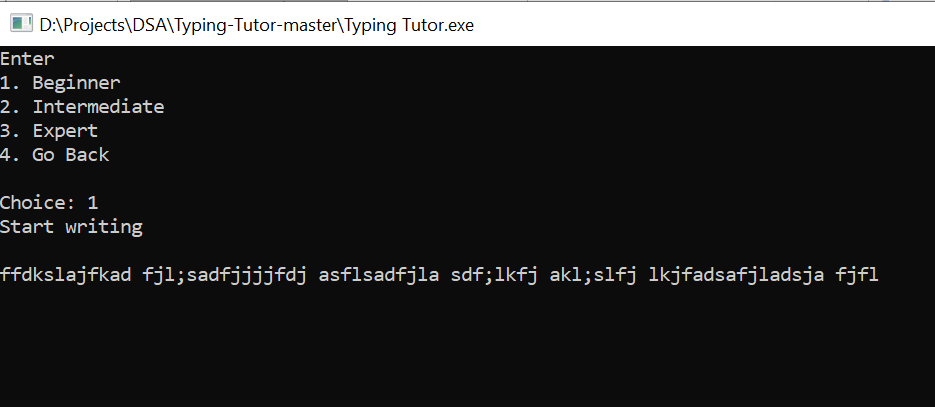 D:\Projects\DSA\Typing-Tutor-master\Typing Tutor.exe
Enter
1. Beginner
2. Intermediate
3. Expert
4. Go Back
Choice: 1
Start writing
ffdkslajfkad fjl;sadfjjjjfdj asflsadfjla sdf;lkfj akl;slfj lkjfadsafjladsja fjfl